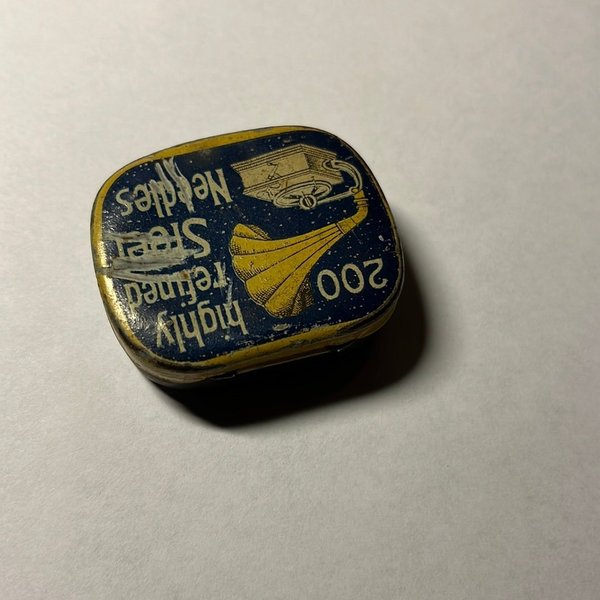 200
highly
refined
Steel
Needles